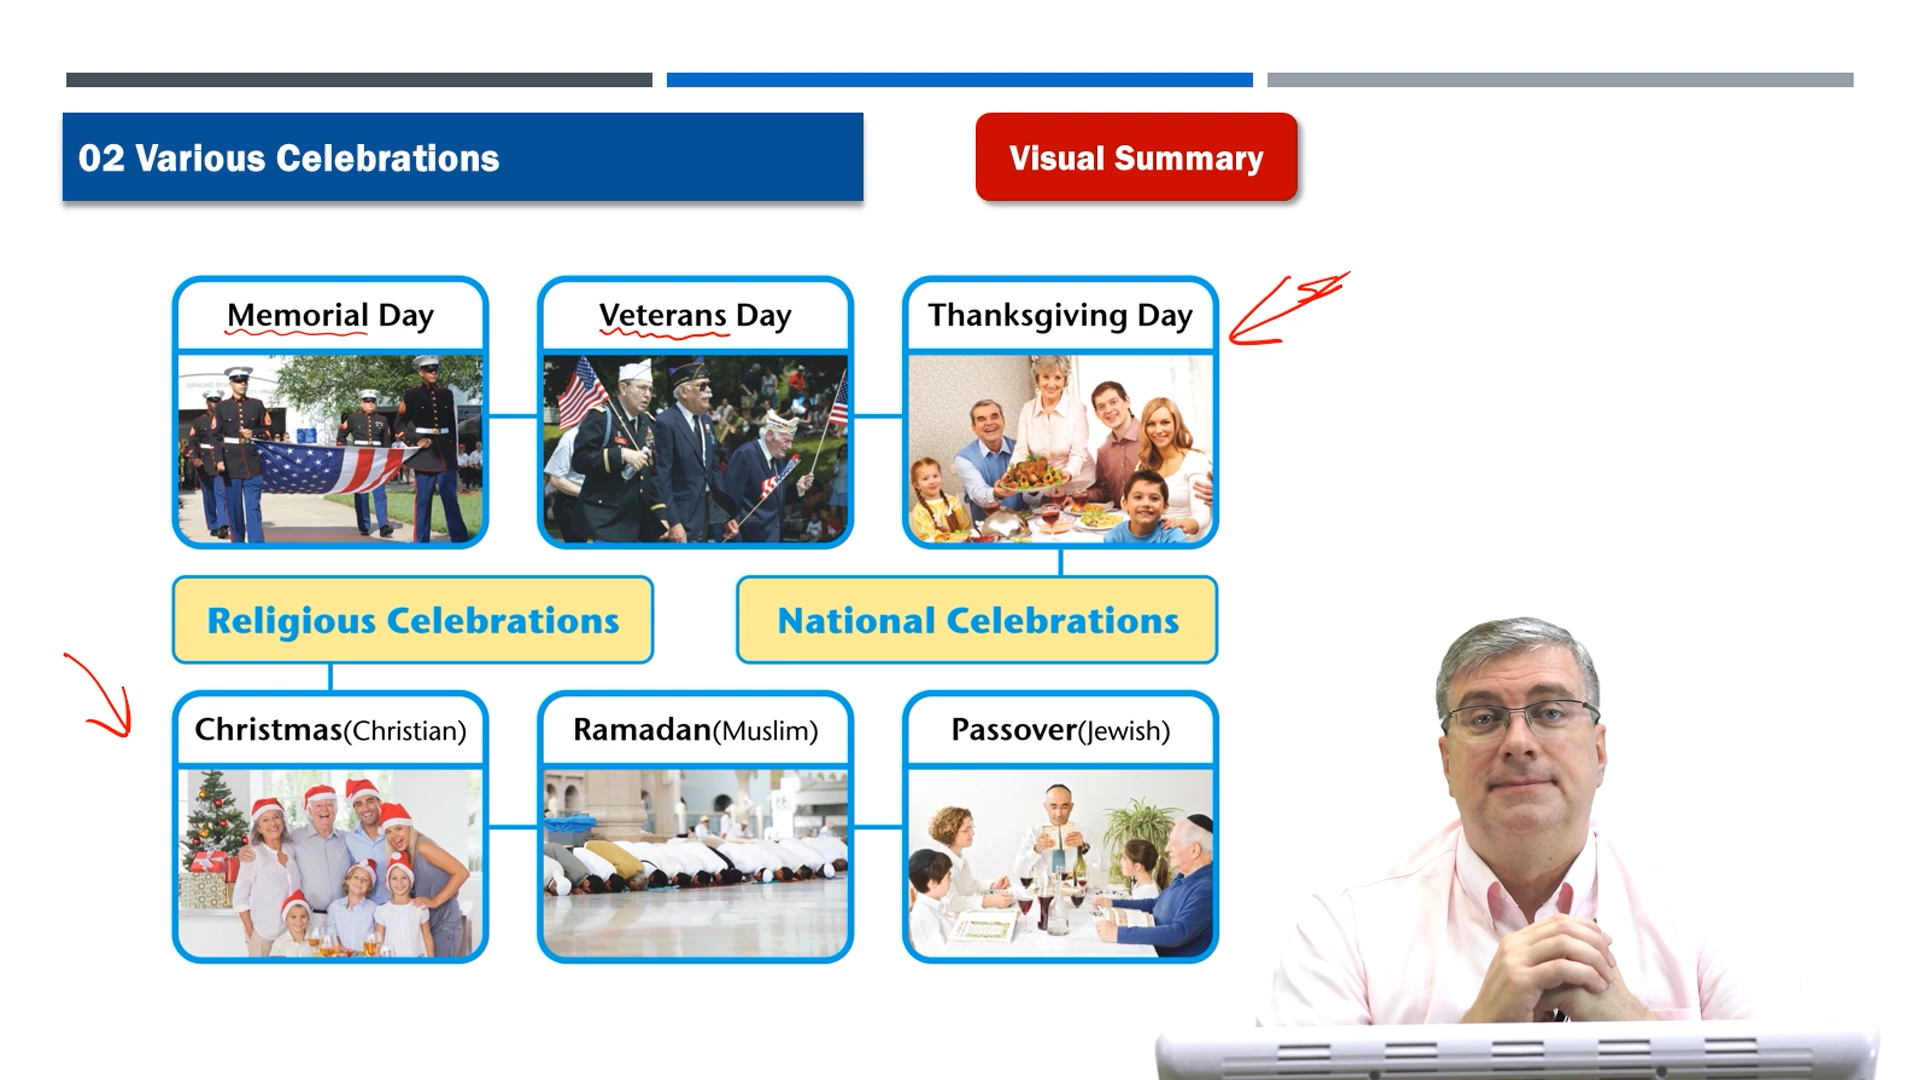 02 Various Celebrations
Visual Summary
Memorial Day
Veterans Day
Thanksgiving Day
Religious Celebrations
National Celebrations
Christmas(Christian)
Ramadan(Muslim)
Passover(Jewish)